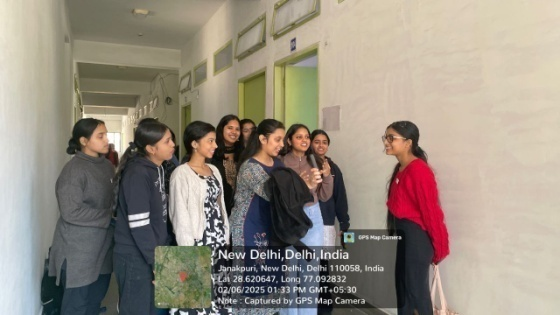 GPS Map Camera
New Delhi,Delhi,India
Janakpuri, New Delhi, Delhi 110058, India
Lat 28.620647, Long 77.092832
02/06/2025 01:33 PM GMT+05:30
Note : Captured by GPS Map Camera